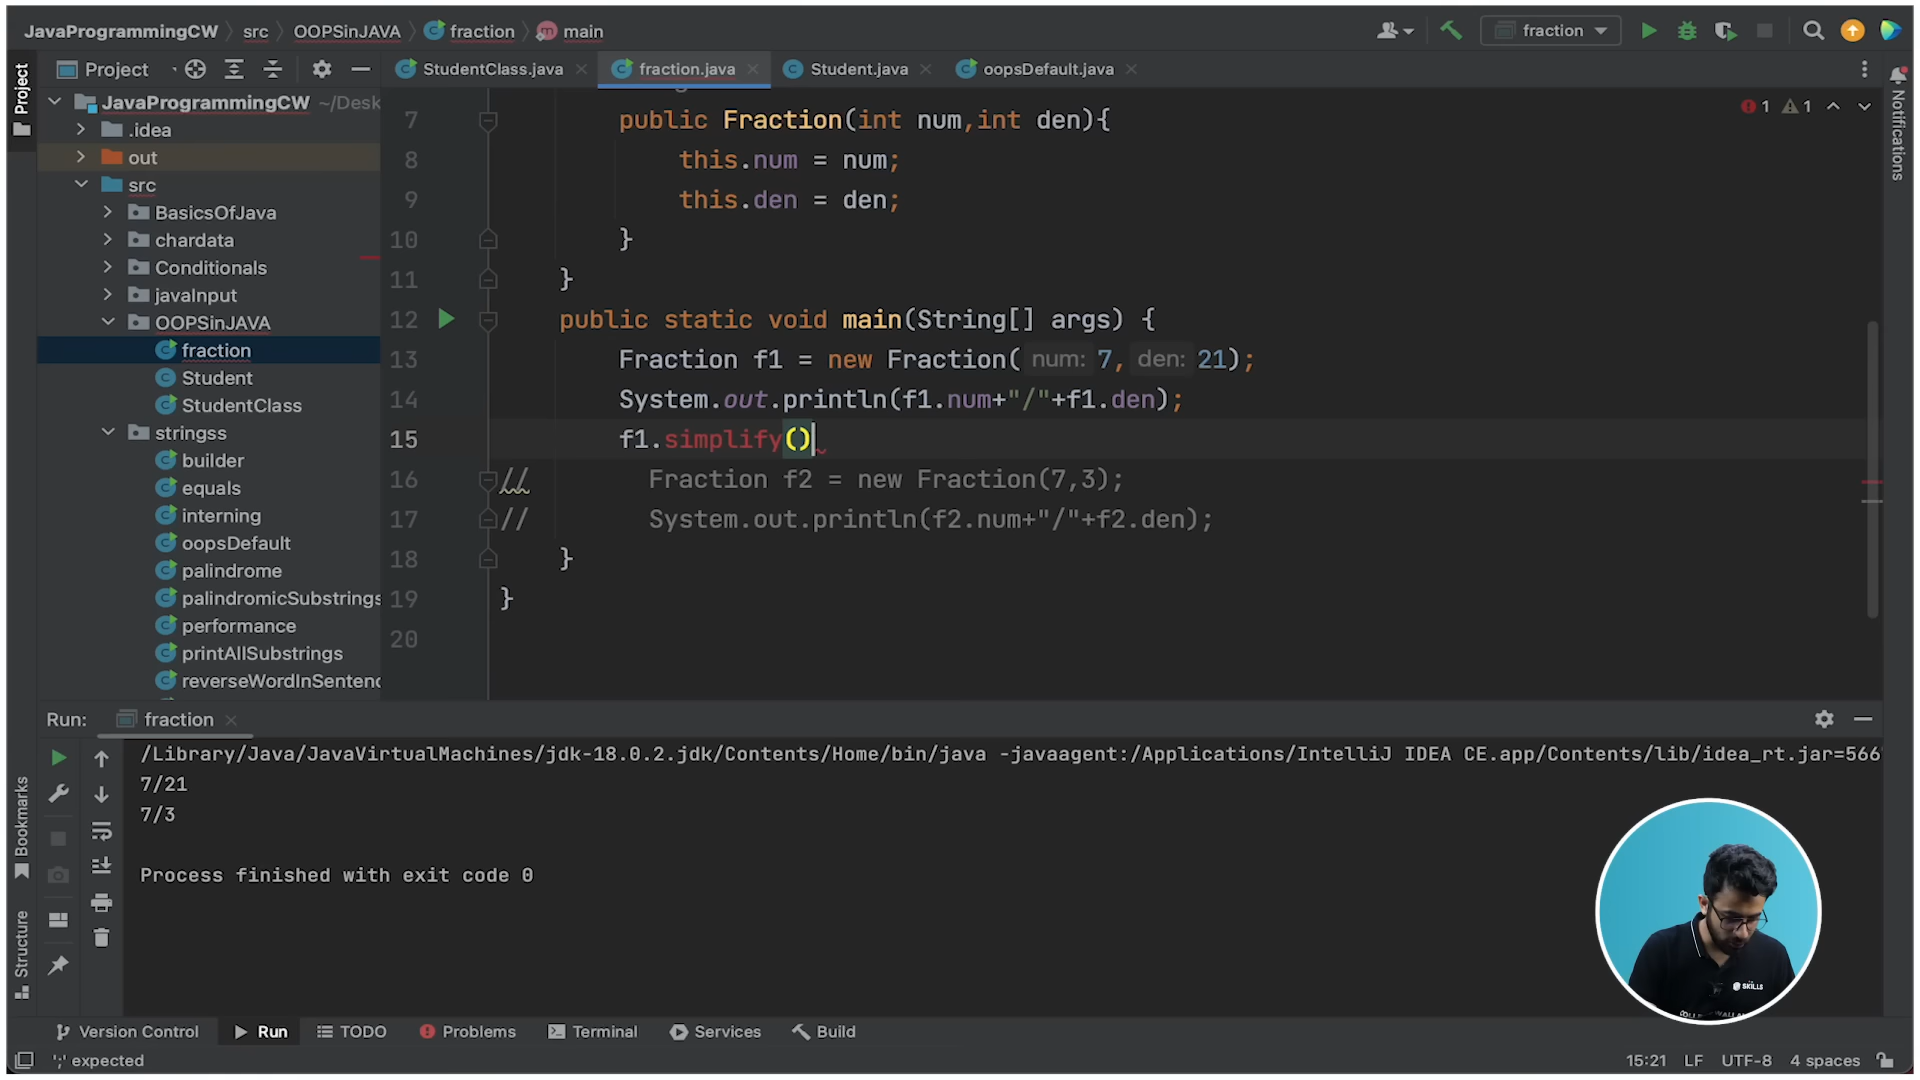 JavaProgrammingCW src OOPSinJAVA fraction main
fraction
Project
Project
StudentClass.java
fraction.java
Student.java
oopsDefault.java
JavaProgrammingCW ~/Desk
.idea
out
src
BasicsOfJava
chardata
Conditionals
javaInput
OOPSinJAVA
fraction
Student
StudentClass
stringss
builder
equals
interning
oopsDefault
palindrome
palindromicSubstrings
performance
printAllSubstrings
reverseWordInSentenc
1 1
Notifications
7 public Fraction(int num,int den){
8 this.num = num;
9 this.den = den;
10 }
11 }
12 public static void main(String[] args) {
13 Fraction f1 = new Fraction( num: 7, den: 21);
14 System.out.println(f1.num+"/"+f1.den);
15 f1.simplify()
16 // Fraction f2 = new Fraction(7,3);
17 // System.out.println(f2.num+"/"+f2.den);
18 }
19 }
20
Run: fraction
/Library/Java/JavaVirtualMachines/jdk-18.0.2.jdk/Contents/Home/bin/java -javaagent:/Applications/IntelliJ IDEA CE.app/Contents/lib/idea_rt.jar=566
7/21
7/3
Process finished with exit code 0
Bookmarks
Structure
SKILLS
Version Control
Run
TODO
Problems
Terminal
Services
Build
';' expected
15:21 LF UTF-8 4 spaces